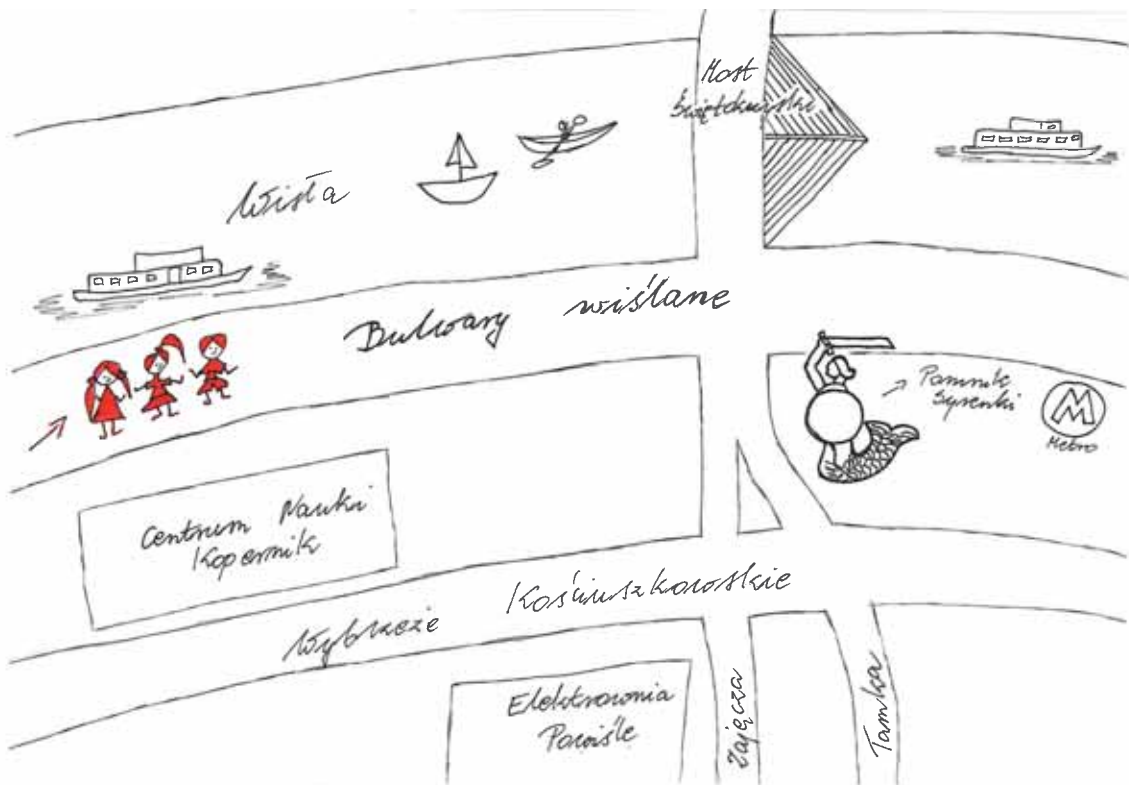 Most
Świętokrzyski
Wisła
Bulwary wiślane
Pomnik
Syrenki
M
Metro
Centrum Nauki
Kopernik
Wybrzeże Kościuszkowskie
Elektrownia
Powiśle
Zajęcza
Tamka